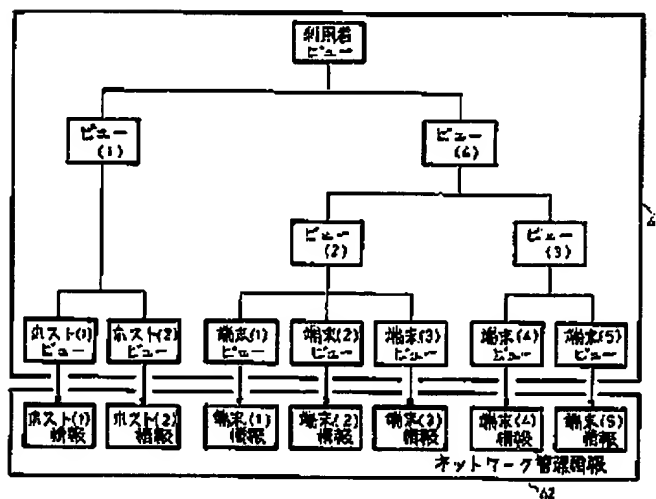 利用者
ビュー
ビュー
(1)
ビュー
(6)
ビュー
(2)
ビュー
(3)
ホスト(1)
ビュー
ホスト(2)
ビュー
端末(1)
ビュー
端末(2)
ビュー
端末(3)
ビュー
端末(4)
ビュー
端末(5)
ビュー
ホスト(1)
情報
ホスト(2)
情報
端末(1)
情報
端末(2)
情報
端末(3)
情報
端末(4)
情報
端末(5)
情報
ネットワーク管理情報
62